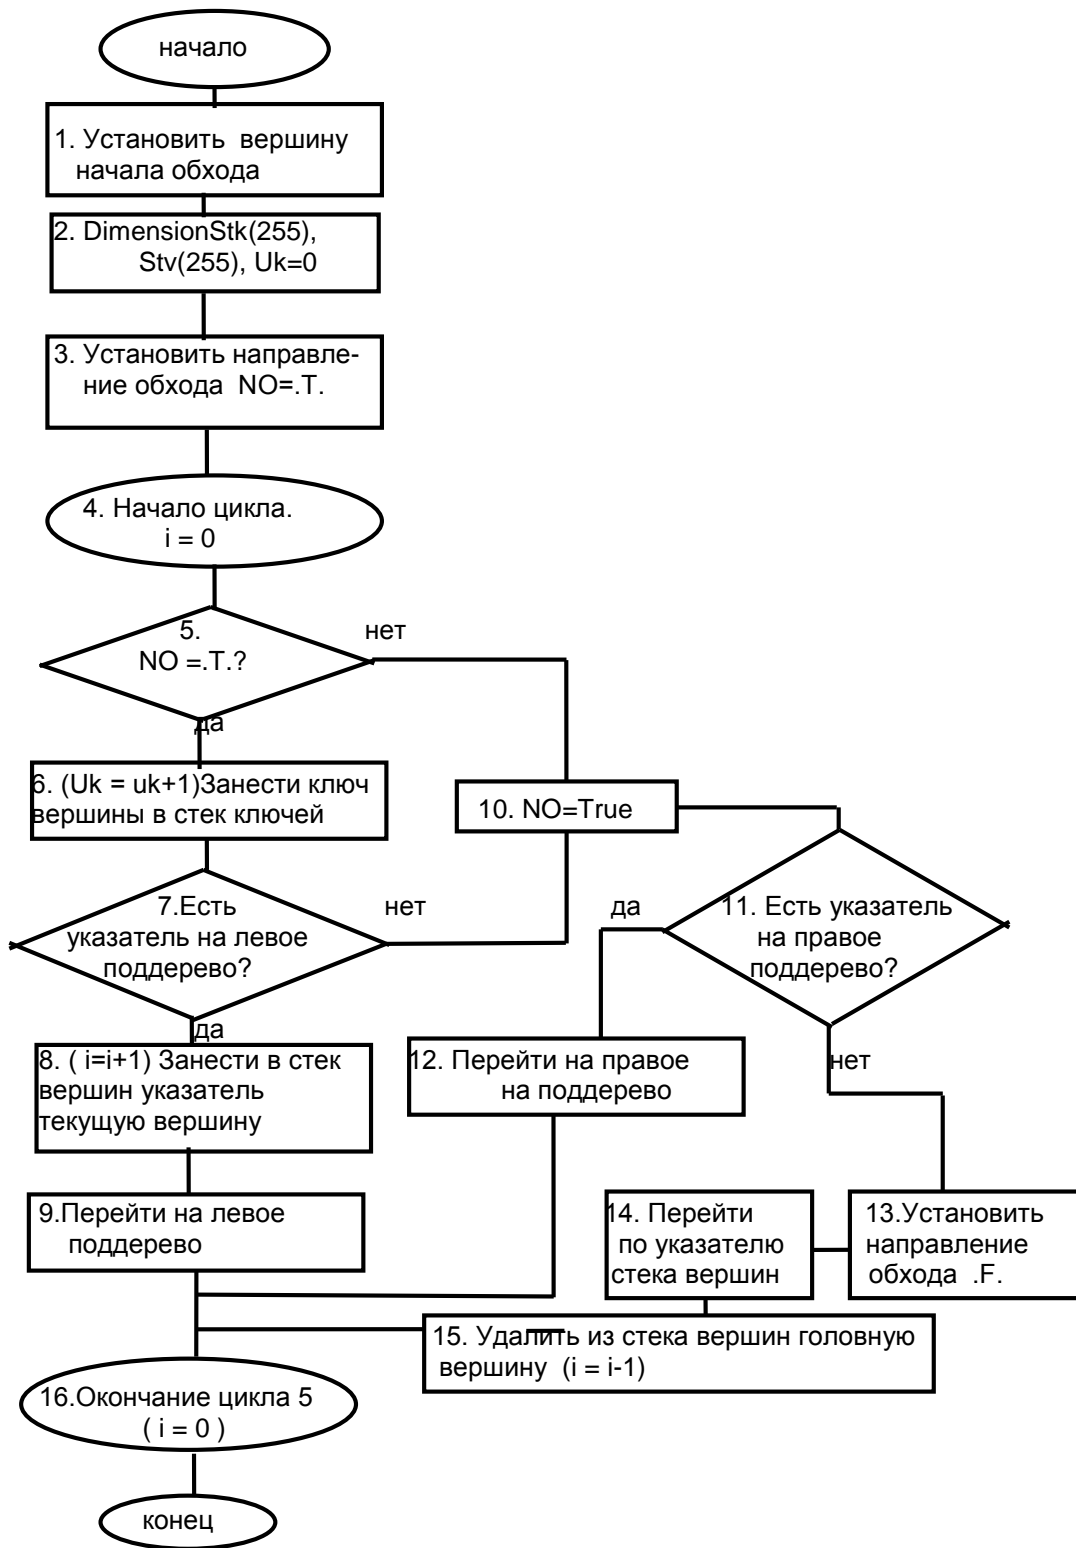 начало
1. Установить вершину
начала обхода
2. DimensionStk(255),
Stv(255), Uk=0
3. Установить направле-
ние обхода NO=.T.
4. Начало цикла.
i = 0
5.
NO =.T.?
нет
да
6. (Uk = uk+1)Занести ключ
вершины в стек ключей
10. NO=True
7.Есть
указатель на левое
поддерево?
нет
да
11. Есть указатель
на правое
поддерево?
да
нет
8. ( i=i+1) Занести в стек
вершин указатель
текущую вершину
12. Перейти на правое
на поддерево
9.Перейти на левое
поддерево
14. Перейти
по указателю
стека вершин
13.Установить
направление
обхода .F.
15. Удалить из стека вершин головную
вершину (i = i-1)
16.Окончание цикла 5
( i = 0 )
конец